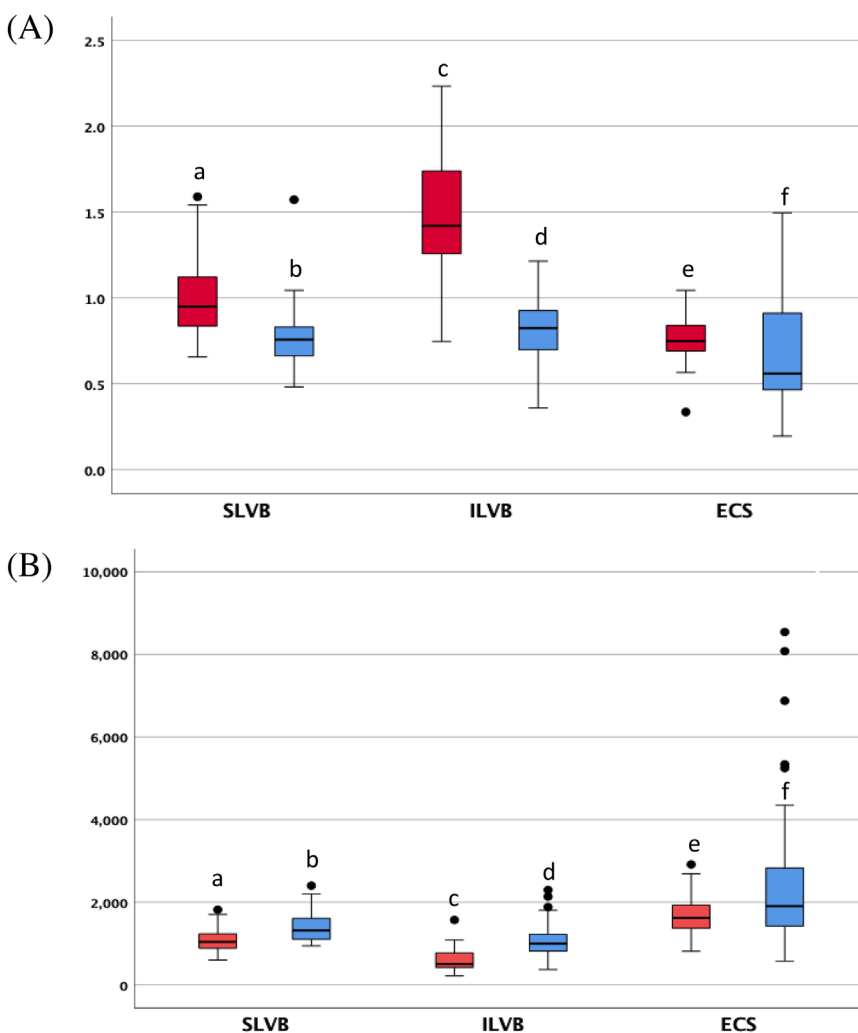 (A)
2.5
c
2.0
a
f
1.5
d
b
e
1.0
0.5
0.0
SLVB ILVB ECS
(B)
10,000
8,000
6,000
f
4,000
a b c d e
2,000
0
SLVB ILVB ECS